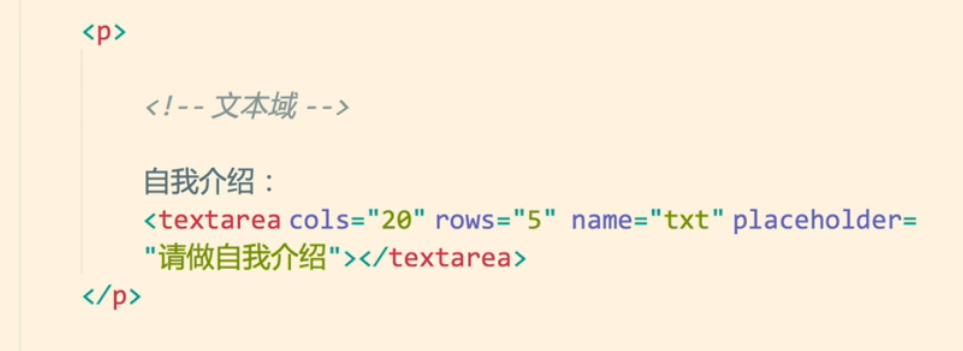 <p>
<!-- 文本域 -->
自我介绍：
<textarea cols="20" rows="5" name="txt" placeholder=
"请做自我介绍"></textarea>
</p>